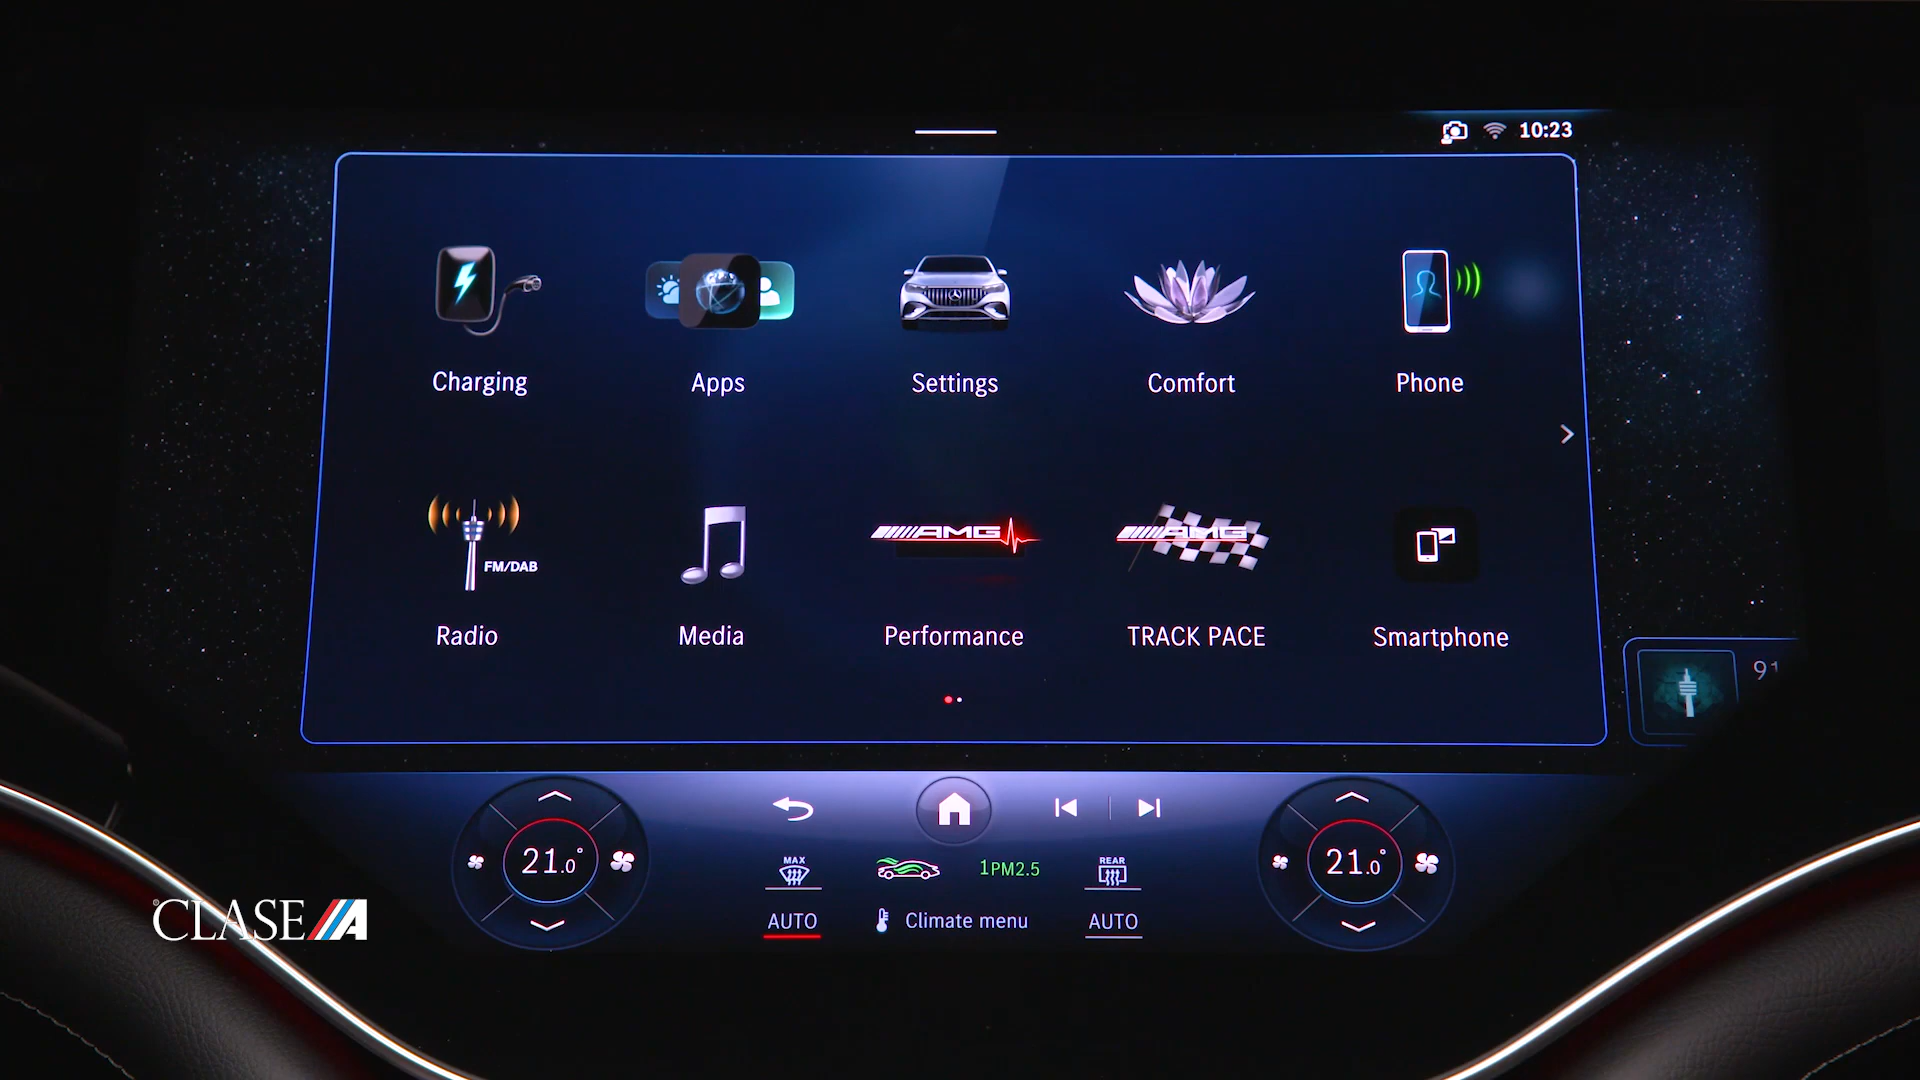 10:23
Charging
Apps
Settings
Comfort
Phone
FM/DAB
Radio
Media
AMG
Performance
AMG
TRACK PACE
Smartphone
21.0°
MAX
1PM2.5
REAR
21.0°
AUTO
Climate menu
AUTO
CLASE A